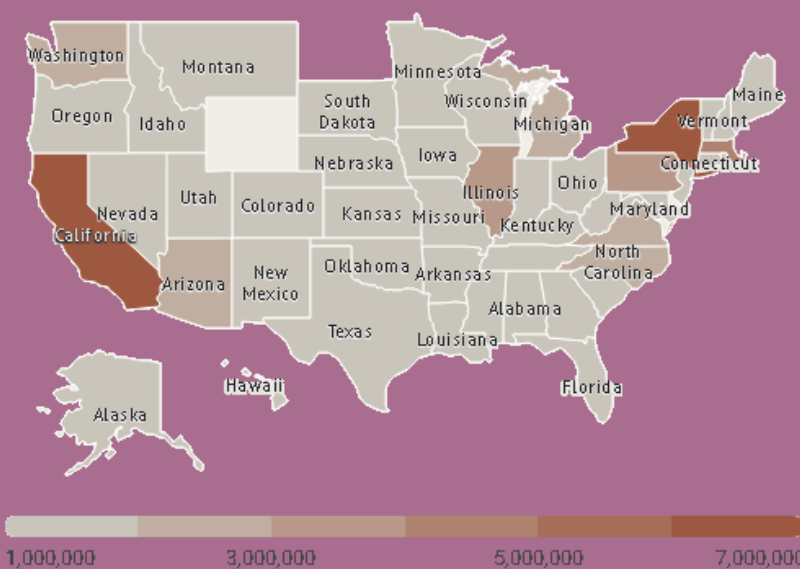 Washington
Montana
Minnesota
Maine
Oregon
Idaho
South
Dakota
Wisconsin
Michigan
Vermont
Nebraska
Iowa
Connecticut
Nevada
Utah
Colorado
Kansas
Missouri
Illinois
Ohio
Kentucky
Maryland
California
Arizona
New
Mexico
Oklahoma
Arkansas
North
Carolina
Texas
Louisiana
Alabama
Hawaii
Florida
Alaska
1,000,000
3,000,000
5,000,000
7,000,000